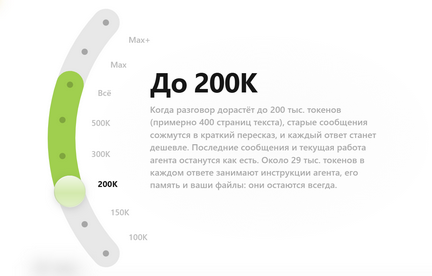 Max+
Max
Всё
500K
300K
200K
150K
100K
До 200K
Когда разговор дорастёт до 200 тыс. токенов
(примерно 400 страниц текста), старые сообщения
сожмутся в краткий пересказ, и каждый ответ станет
дешевле. Последние сообщения и текущая работа
агента останутся как есть. Около 29 тыс. токенов в
каждом ответе занимают инструкции агента, его
память и ваши файлы: они остаются всегда.